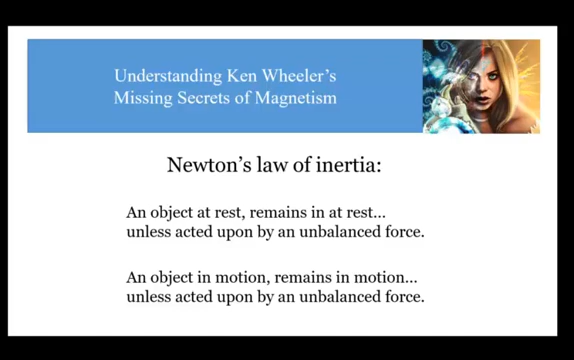 Understanding Ken Wheeler's
Missing Secrets of Magnetism
Newton's law of inertia:
An object at rest, remains in at rest...
unless acted upon by an unbalanced force.
An object in motion, remains in motion...
unless acted upon by an unbalanced force.